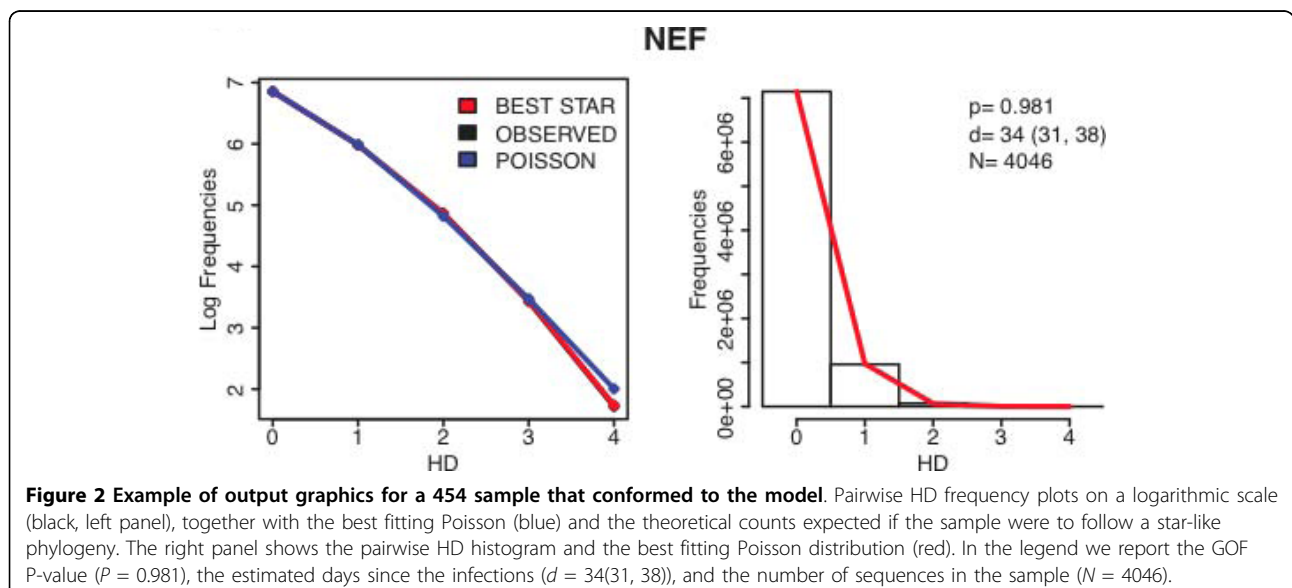 NEF
7
6
5
4
3
2
Log Frequencies
BEST STAR
OBSERVED
POISSON
0 1 2 3 4
HD
6e+06
4e+06
2e+06
0e+00
Frequencies
p= 0.981
d= 34 (31, 38)
N= 4046
0 1 2 3 4
HD
Figure 2 Example of output graphics for a 454 sample that conformed to the model. Pairwise HD frequency plots on a logarithmic scale
(black, left panel), together with the best fitting Poisson (blue) and the theoretical counts expected if the sample were to follow a star-like
phylogeny. The right panel shows the pairwise HD histogram and the best fitting Poisson distribution (red). In the legend we report the GOF
P-value (P = 0.981), the estimated days since the infections (d = 34(31, 38)), and the number of sequences in the sample (N = 4046).